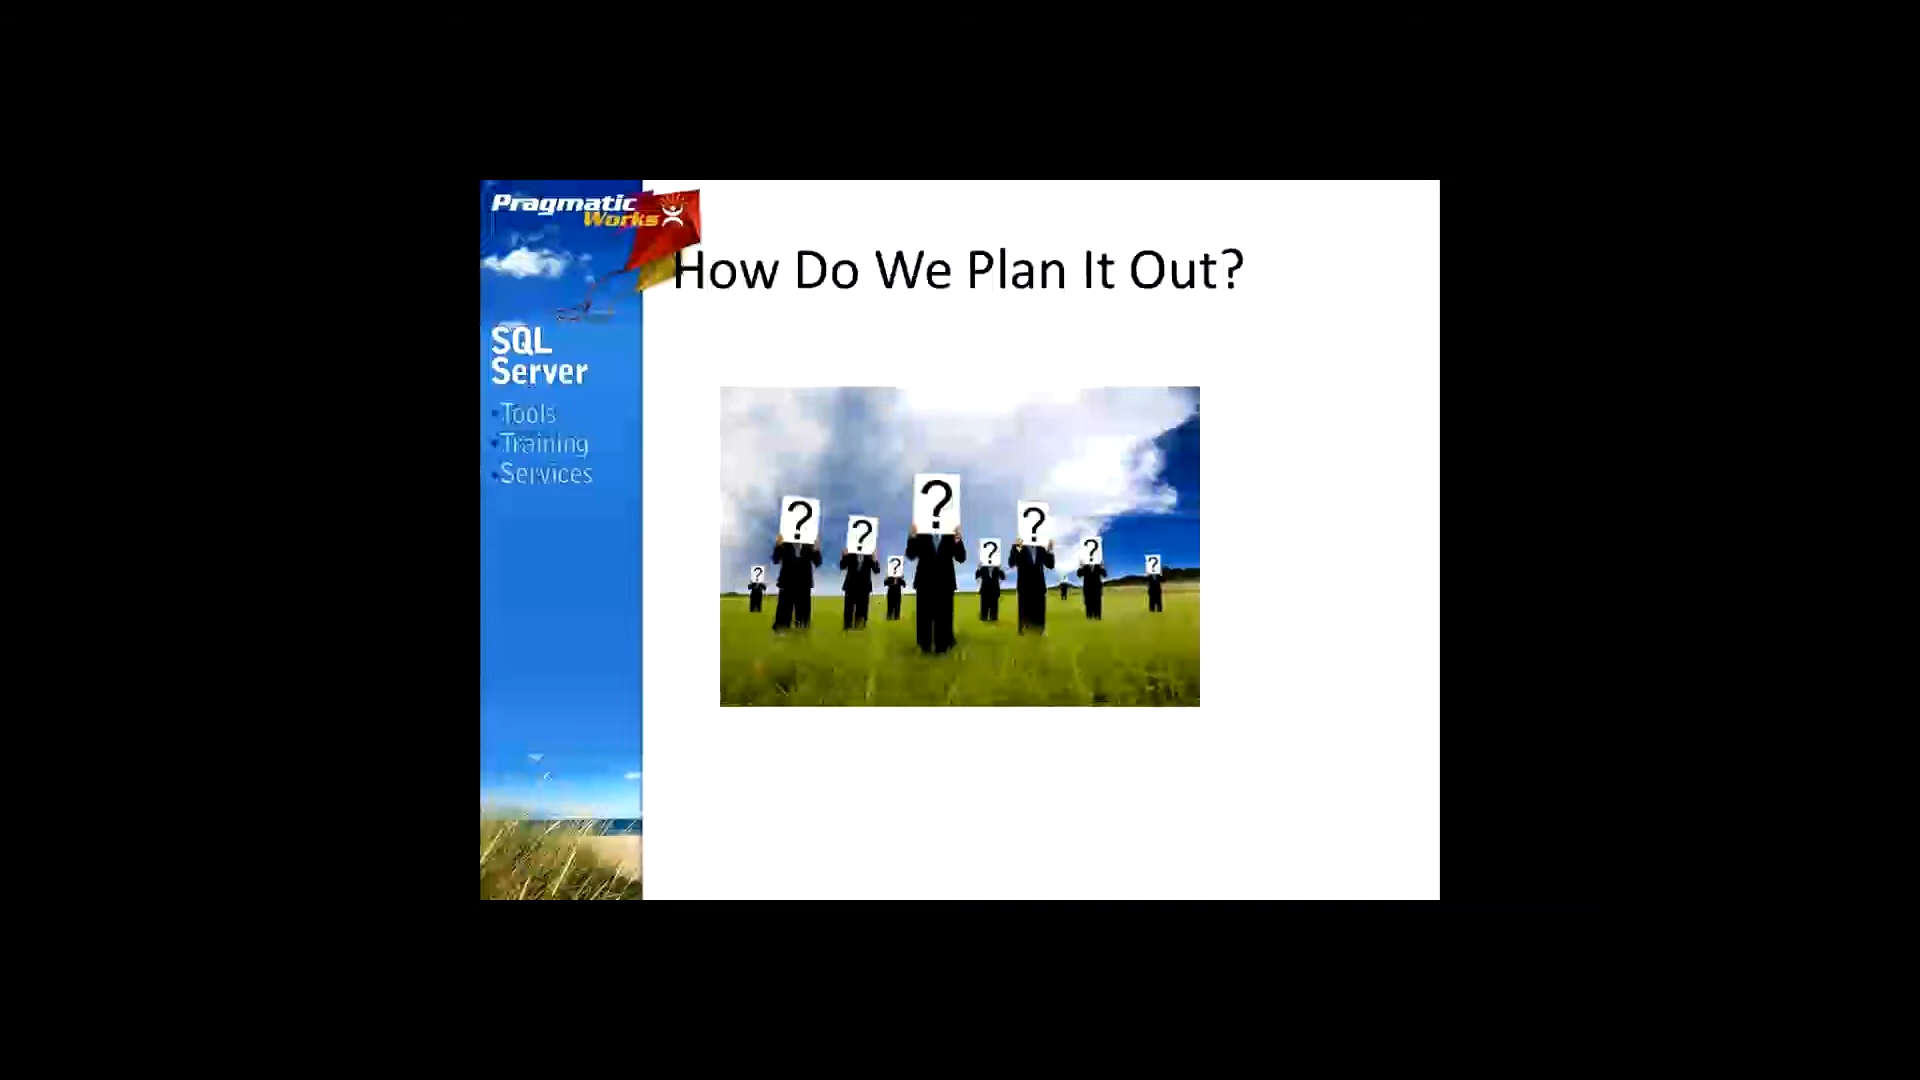 Pragmatic
Works
How Do We Plan It Out?
SQL
Server
•Tools
•Training
•Services
?
?
?
?
?
?
?
?
?